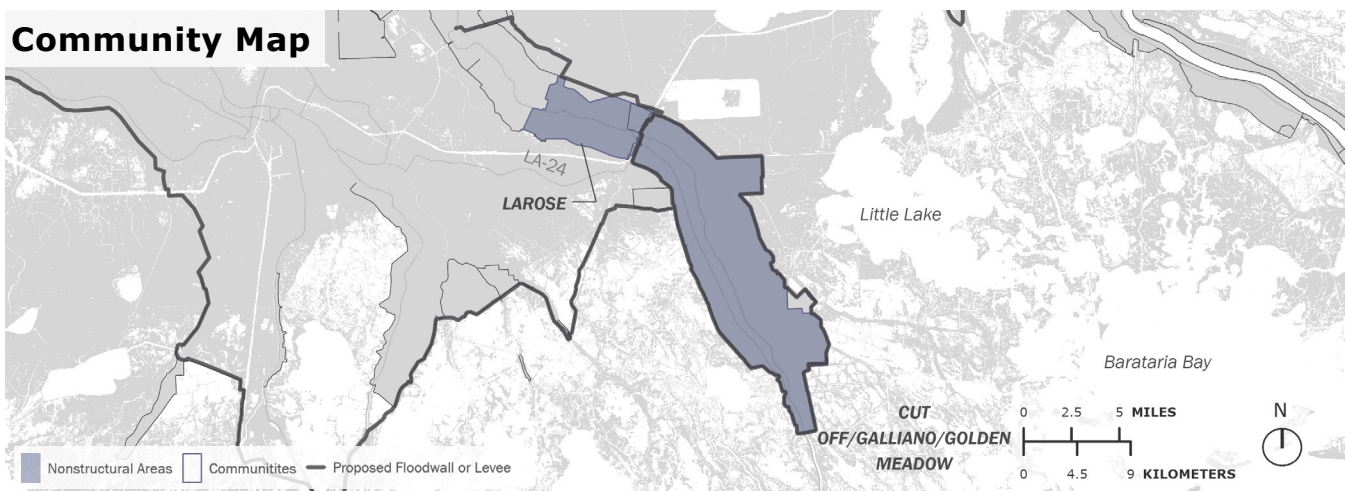 Community Map
LA-24
LAROSE
Little Lake
Barataria Bay
CUT
OFF/GALLIANO/GOLDEN
MEADOW
0 2.5 5 MILES
0 4.5 9 KILOMETERS
N
Nonstructural Areas
Communitites
Proposed Floodwall or Levee